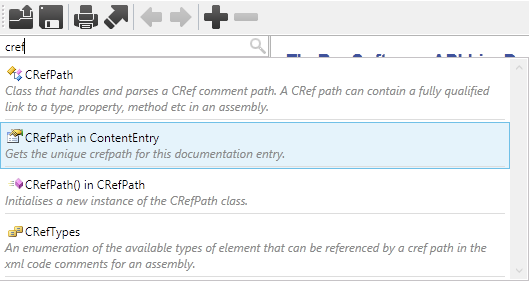 cref
CRefPath
Class that handles and parses a CRef comment path. A CRef path can contain a fully qualified
link to a type, property, method etc in an assembly.
CRefPath in ContentEntry
Gets the unique crefpath for this documentation entry.
CRefPath() in CRefPath
Initialises a new instance of the CRefPath class.
CRefTypes
An enumeration of the available types of element that can be referenced by a cref path in the
xml code comments for an assembly.